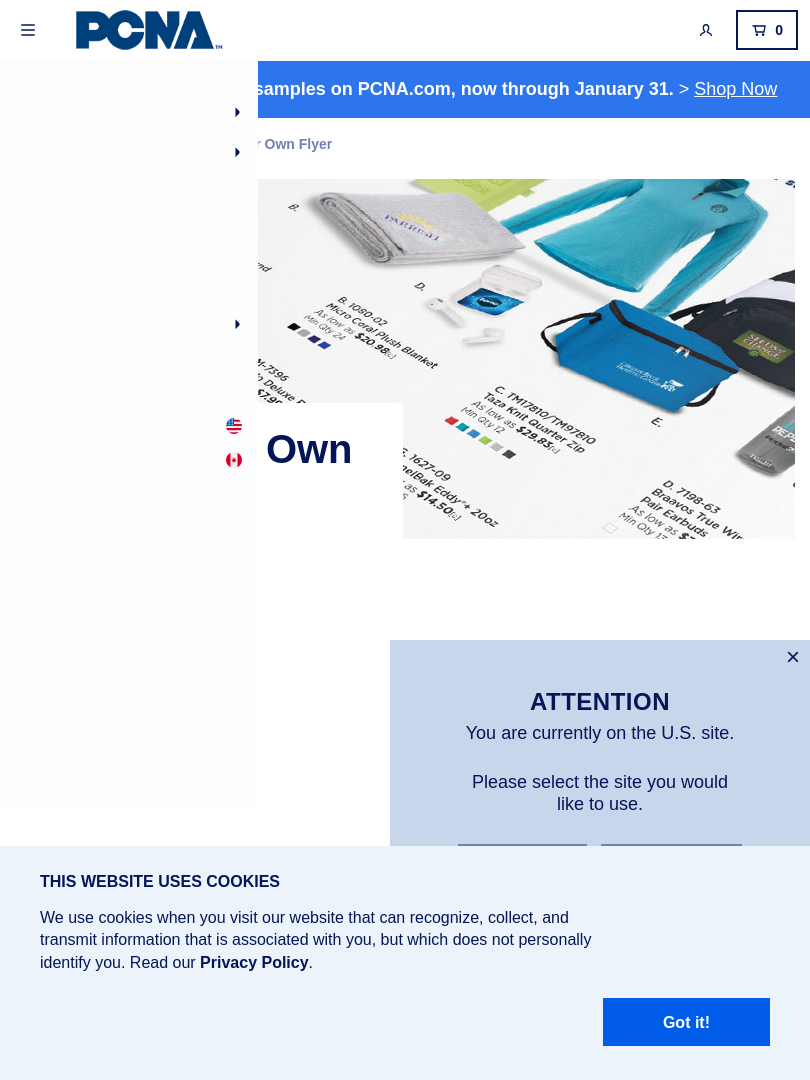 PCNA™
0
samples on PCNA.com, now through January 31. > Shop Now
r Own Flyer
B.
PARRISH
D.
B. 1080-02
Micro Coral Plush Blanket
As low as $20.98[c]
Min Qty 24
C. TM17810/TM97810
Taza Knit Quarter Zip
As low as $29.83[c]
Min Qty 12
E.
1627-09
elBak Eddy®+ 20oz
as $14.50[c]
D. 7198-63
Braavos True Wir
Pair Earbuds
As low as $
Min Qty
SEEDS of CHANGE
Own
×
ATTENTION
You are currently on the U.S. site.
Please select the site you would
like to use.
THIS WEBSITE USES COOKIES
We use cookies when you visit our website that can recognize, collect, and
transmit information that is associated with you, but which does not personally
identify you. Read our Privacy Policy.
Got it!